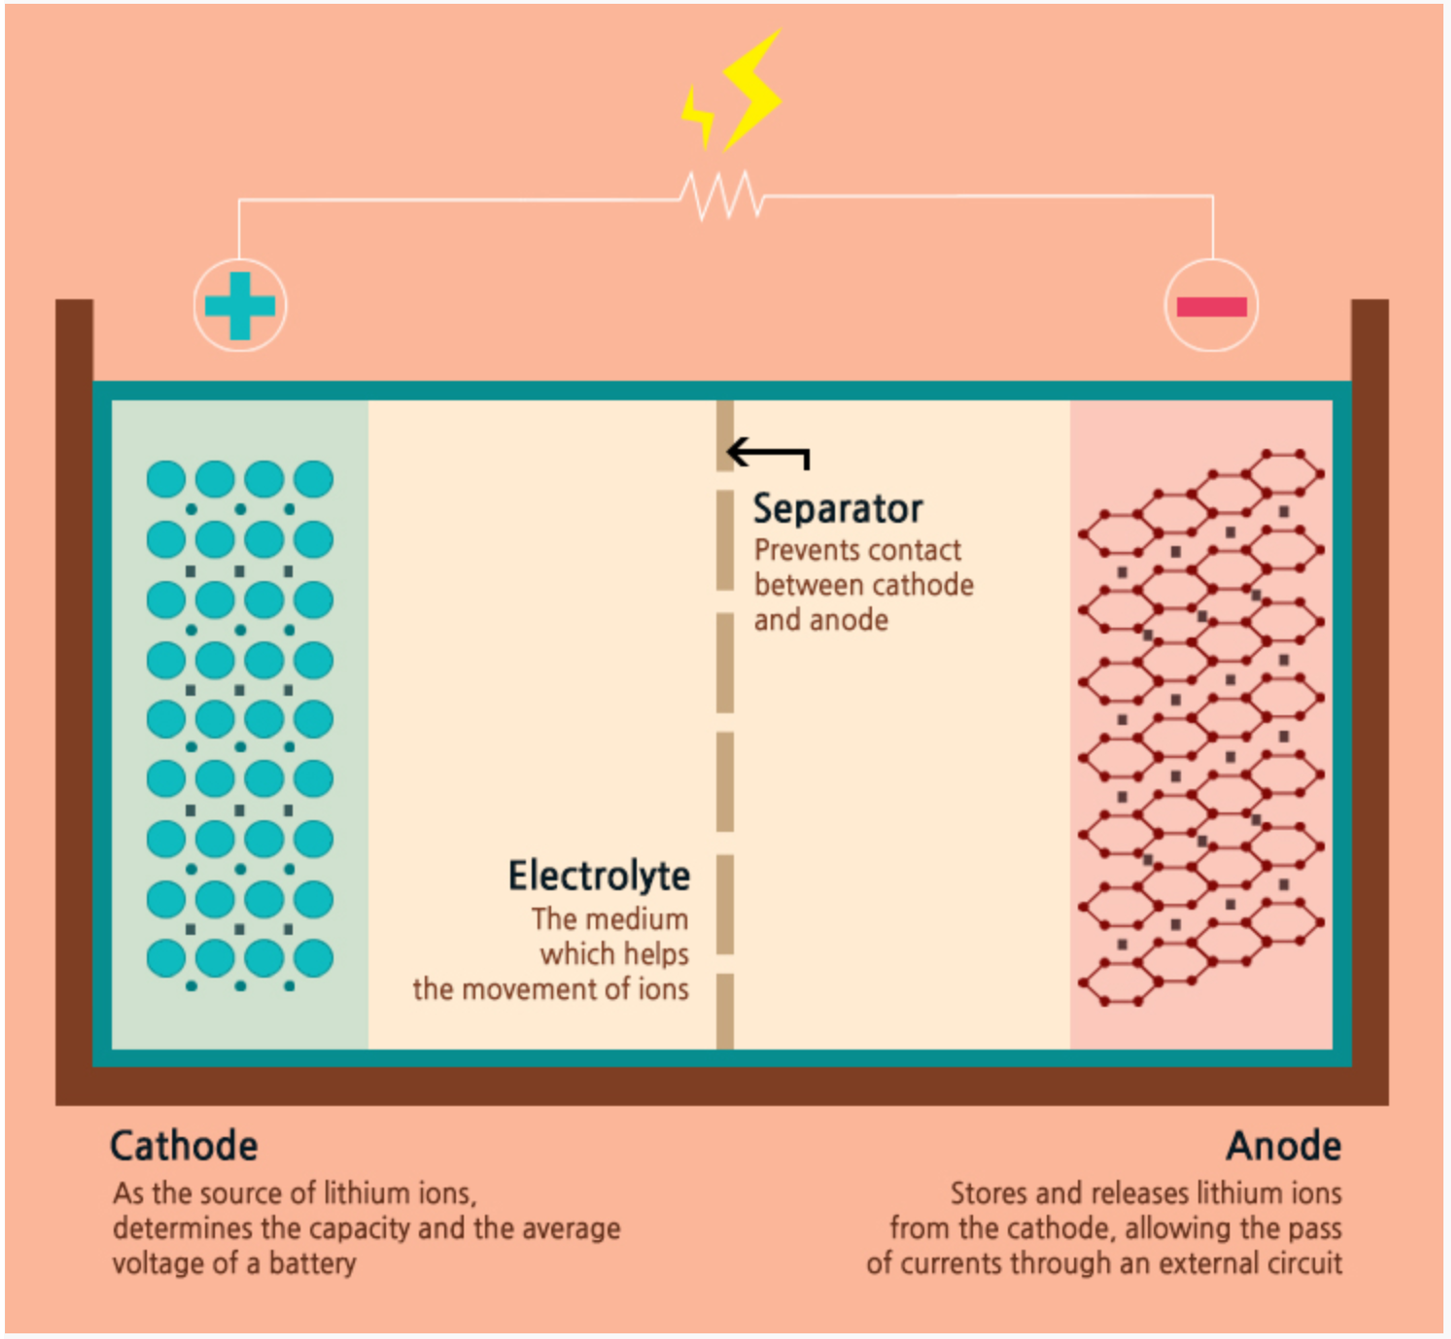 Separator
Prevents contact
between cathode
and anode
Electrolyte
The medium
which helps
the movement of ions
Cathode
As the source of lithium ions,
determines the capacity and the average
voltage of a battery
Anode
Stores and releases lithium ions
from the cathode, allowing the pass
of currents through an external circuit